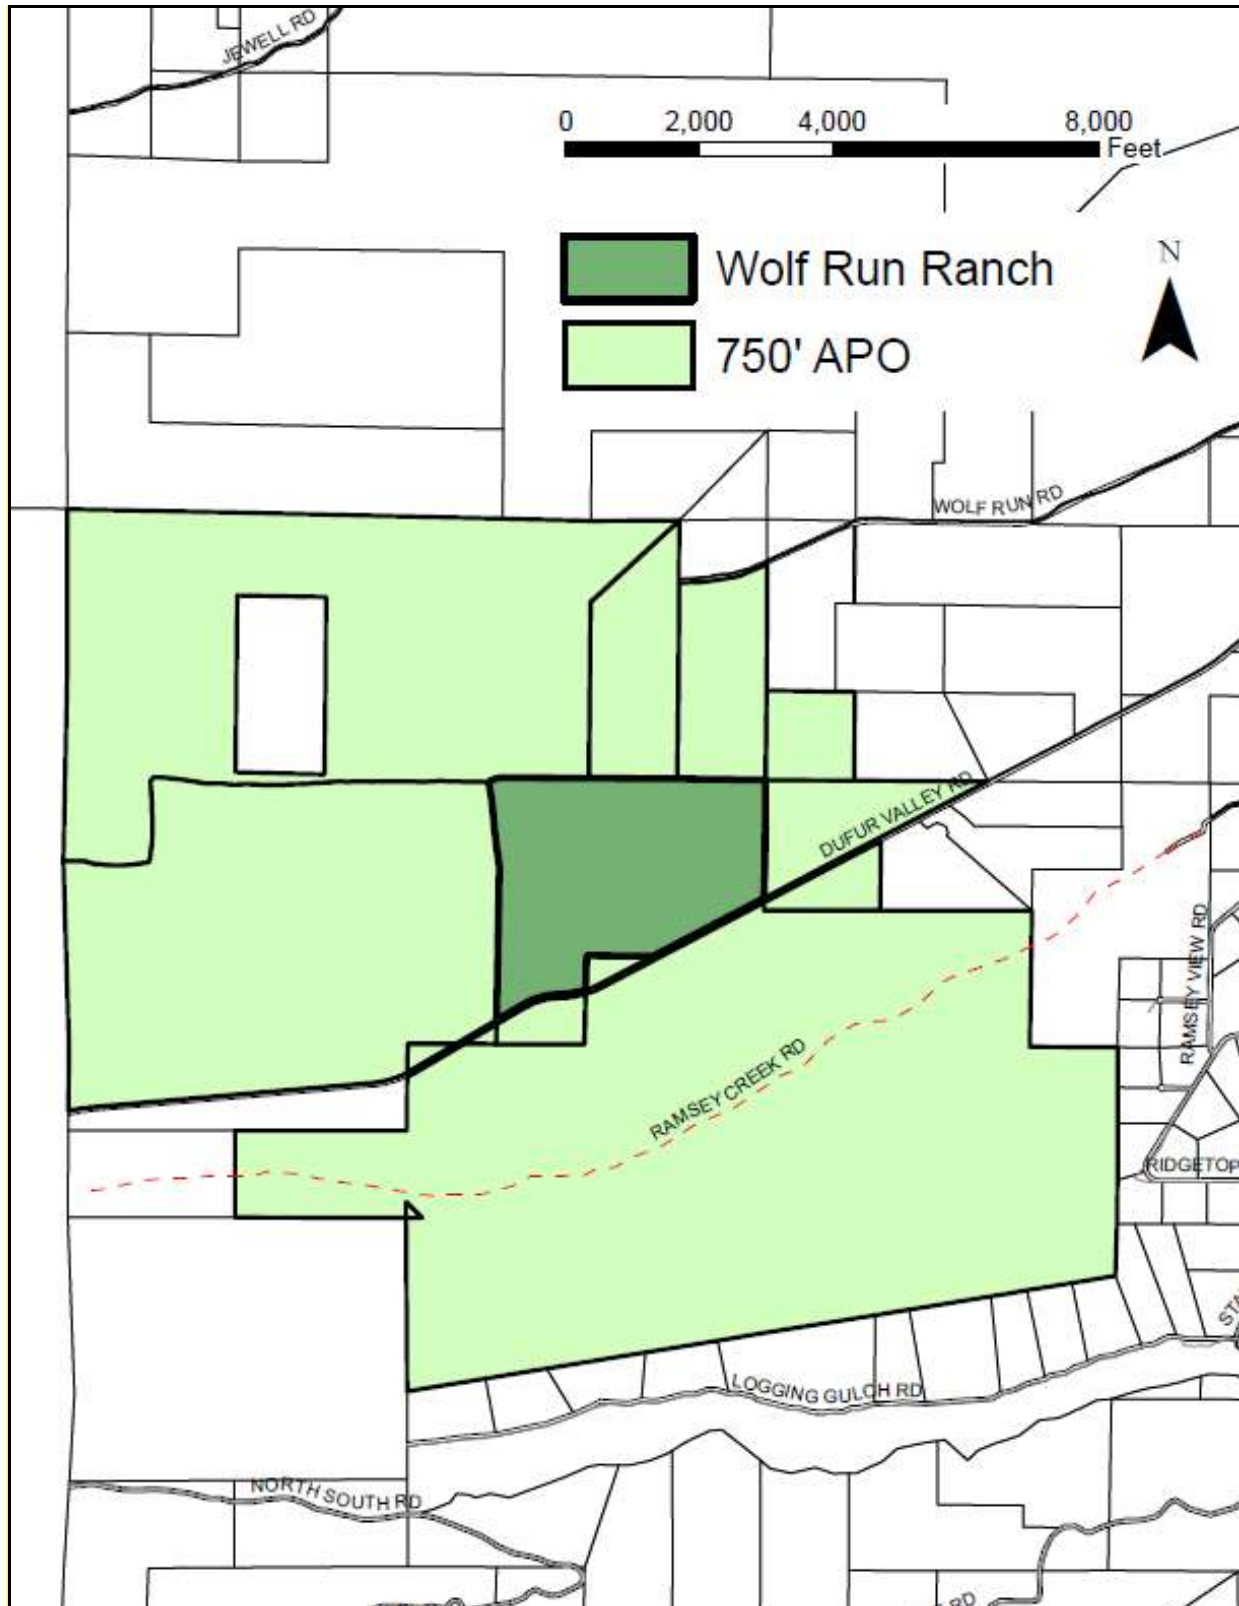 JEWELL RD
0 2,000 4,000 8,000
Feet
Wolf Run Ranch
N
750' APO
WOLF RUN RD
DUFUR VALLEY RD
RAMSEY VIEW RD
RAMSEY CREEK RD
RIDGETOP
LOGGING GULCH RD
NORTH SOUTH RD
RD